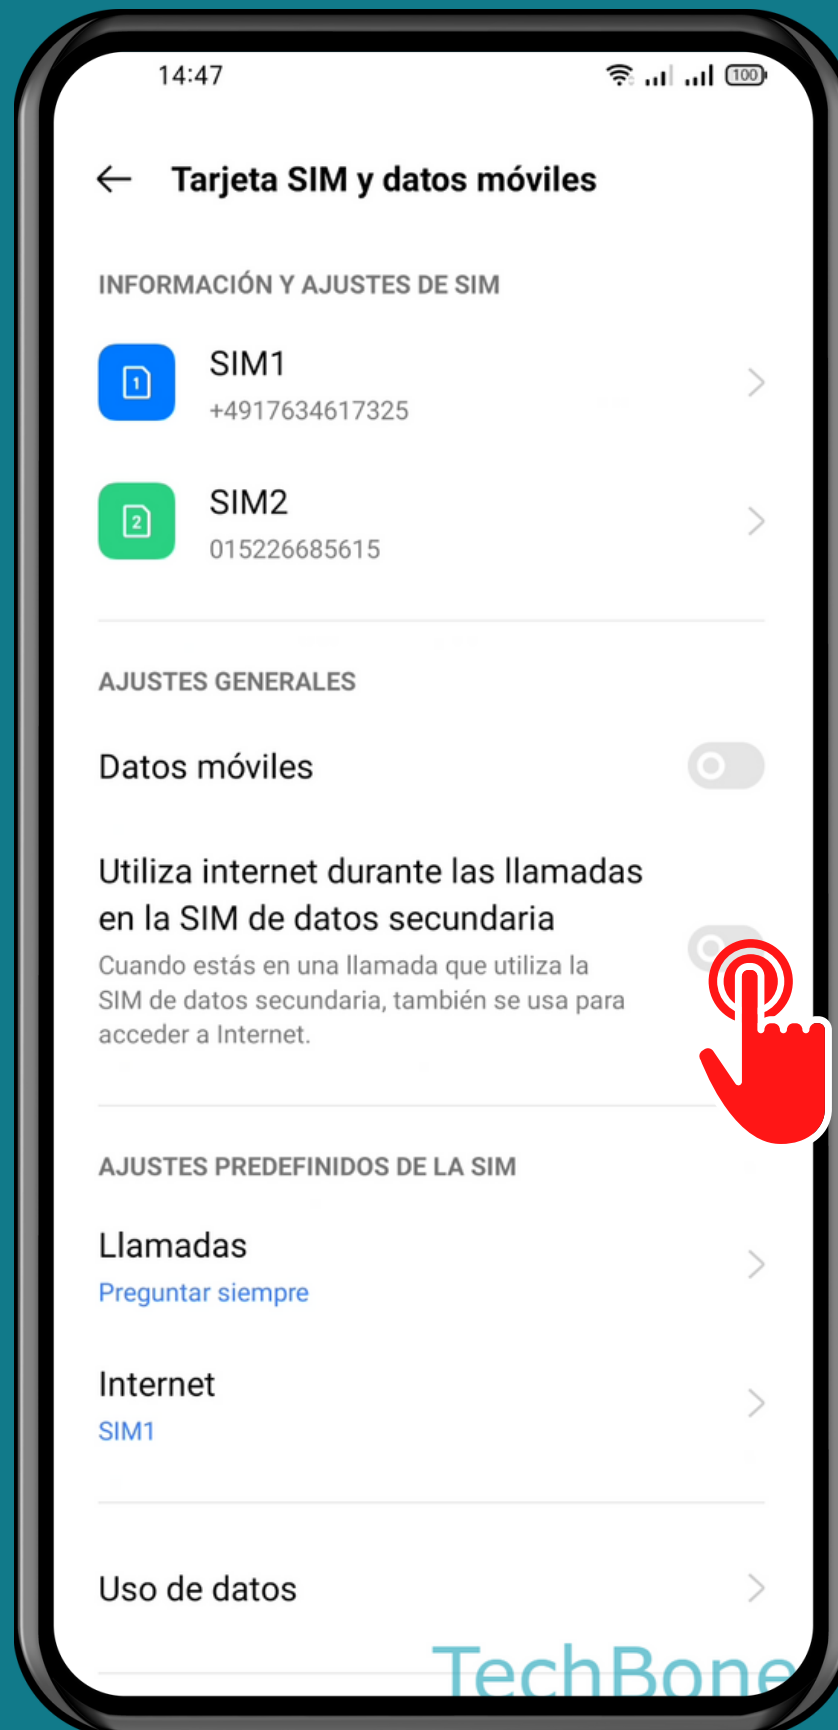 14:47
100
Tarjeta SIM y datos móviles
INFORMACIÓN Y AJUSTES DE SIM
1
SIM1
+4917634617325
2
SIM2
015226685615
AJUSTES GENERALES
Datos móviles
Utiliza internet durante las llamadas
en la SIM de datos secundaria
Cuando estás en una llamada que utiliza la
SIM de datos secundaria, también se usa para
acceder a Internet.
AJUSTES PREDEFINIDOS DE LA SIM
Llamadas
Preguntar siempre
Internet
SIM1
Uso de datos
TechBone